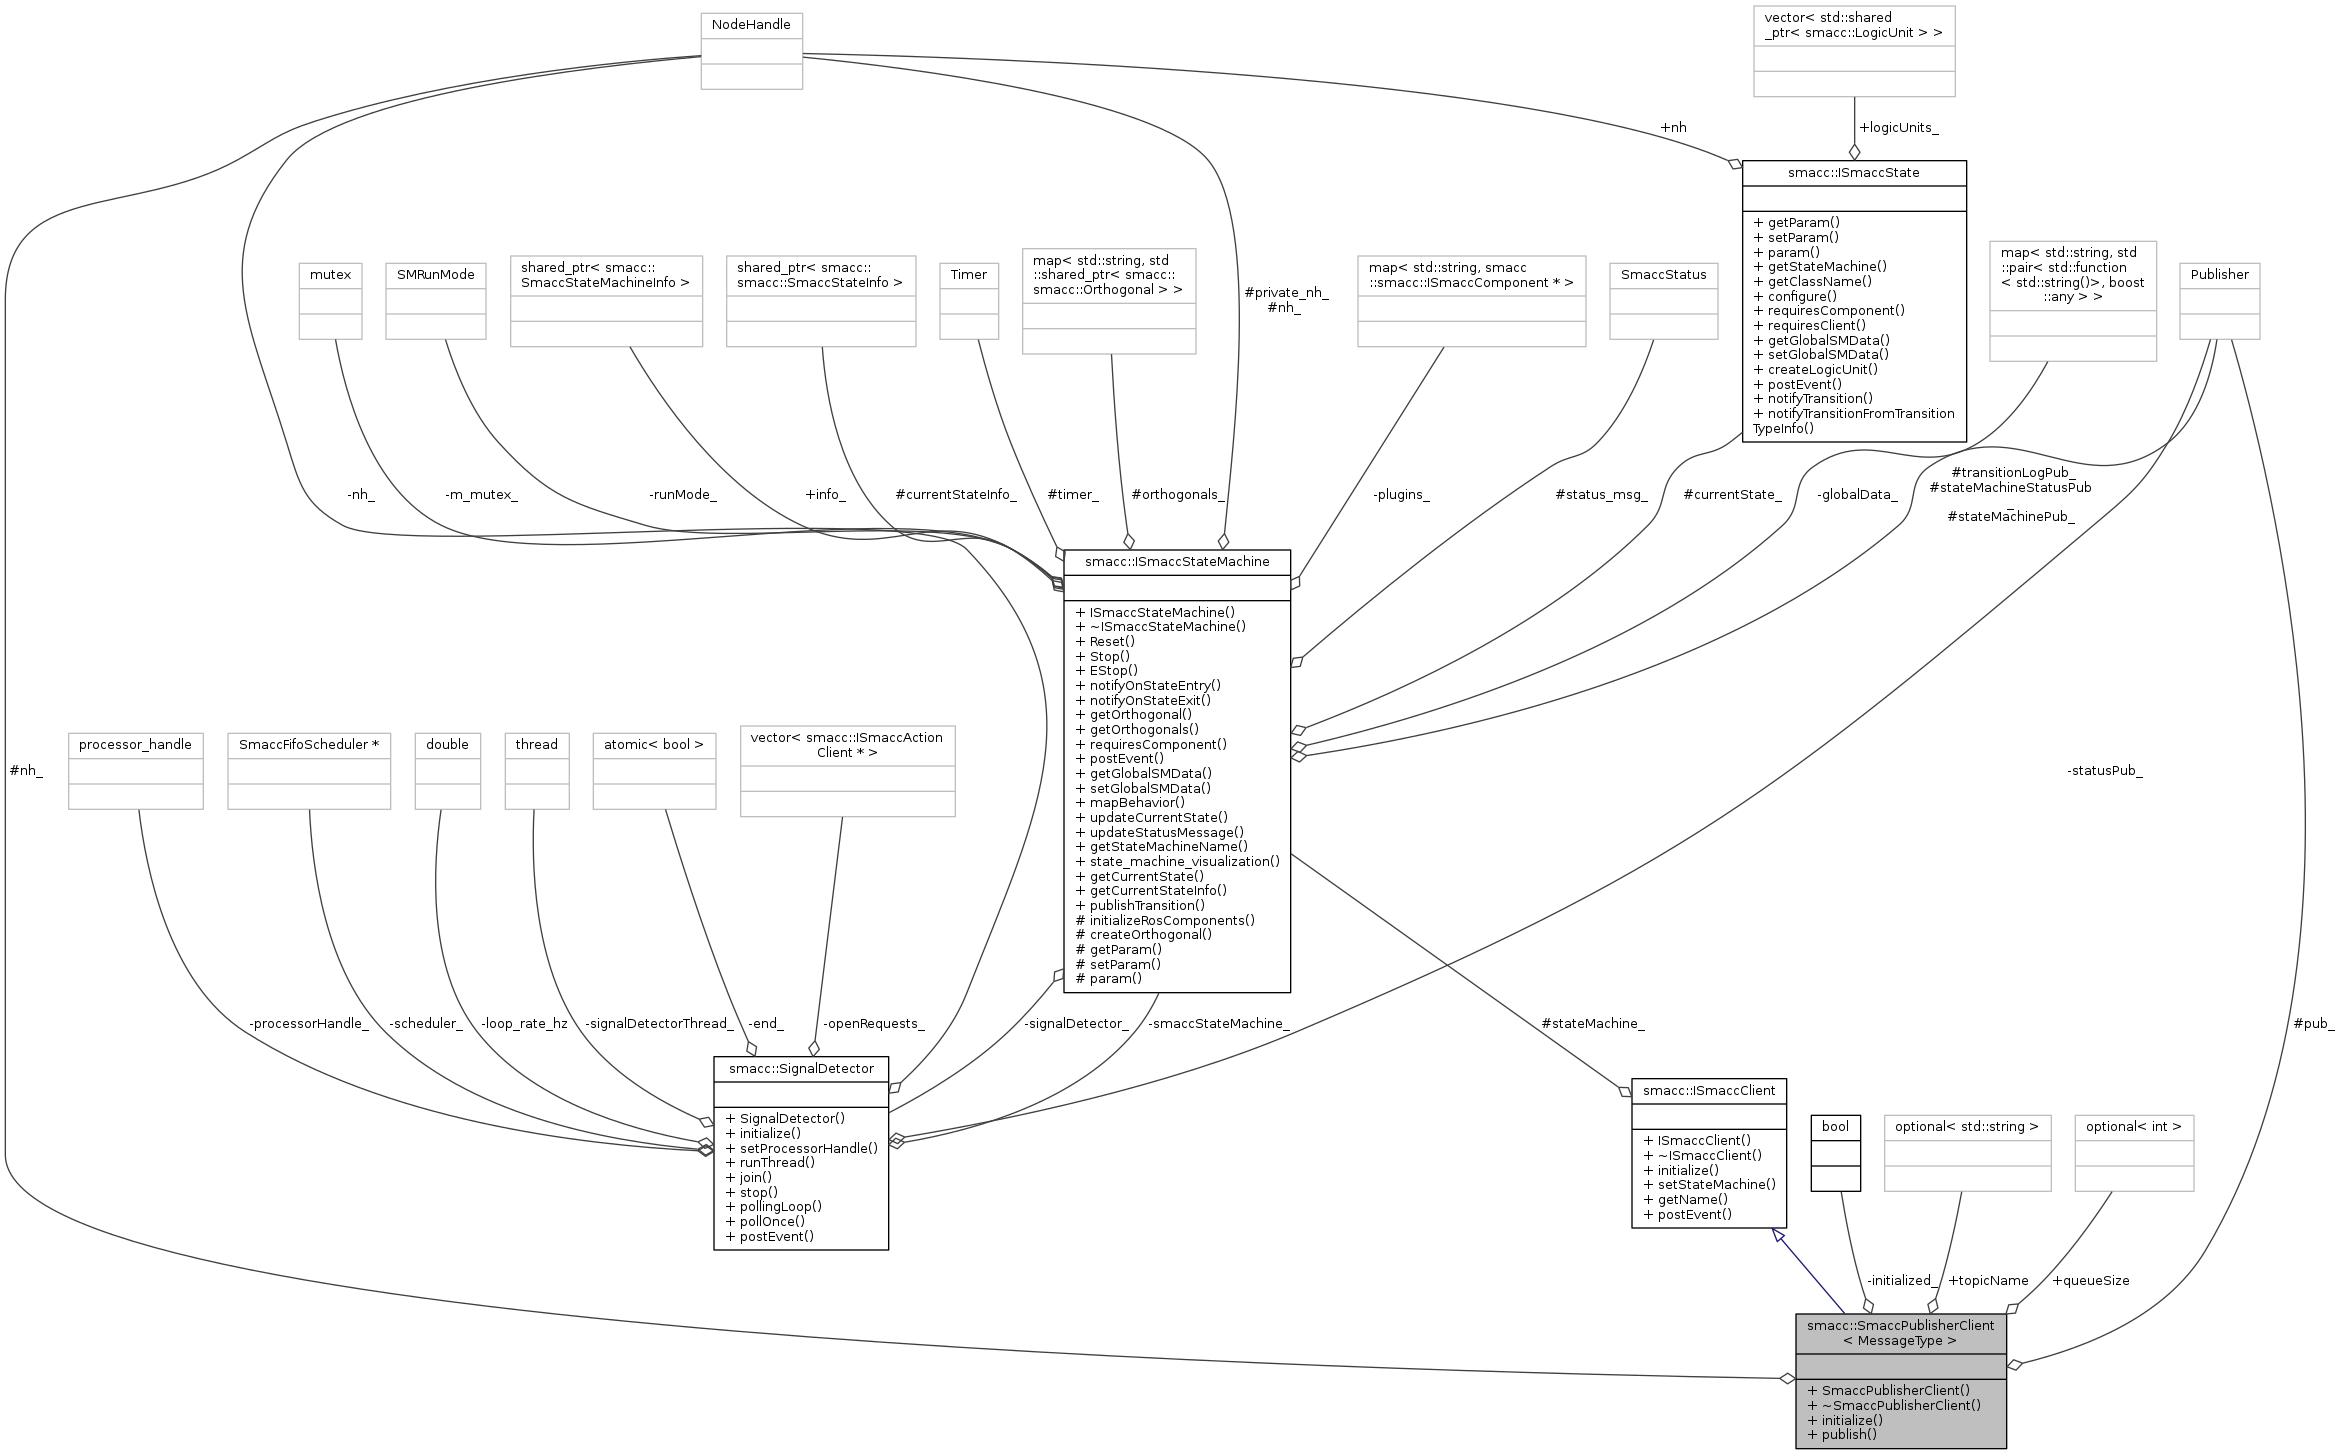 NodeHandle
vector< std::shared
_ptr< smacc::LogicUnit > >
+nh
+logicUnits_
smacc::ISmaccState
+ getParam()
+ setParam()
+ param()
+ getStateMachine()
+ getClassName()
+ configure()
+ requiresComponent()
+ requiresClient()
+ getGlobalSMData()
+ setGlobalSMData()
+ createLogicUnit()
+ postEvent()
+ notifyTransition()
+ notifyTransitionFromTransition
TypeInfo()
mutex
SMRunMode
shared_ptr< smacc::
SmaccStateMachineInfo >
shared_ptr< smacc::
smacc::SmaccStateInfo >
Timer
map< std::string, std
::shared_ptr< smacc::
smacc::Orthogonal > >
#private_nh_
#nh_
map< std::string, smacc
::smacc::ISmaccComponent * >
SmaccStatus
map< std::string, std
::pair< std::function
< std::string()>, boost
::any > >
Publisher
-nh_
-m_mutex_
-runMode_
+info_
#currentStateInfo_
#timer_
#orthogonals_
-plugins_
#status_msg_
#currentState_
-globalData_
#transitionLogPub_
#stateMachineStatusPub
_
#stateMachinePub_
smacc::ISmaccStateMachine
+ ISmaccStateMachine()
+ ~ISmaccStateMachine()
+ Reset()
+ Stop()
+ EStop()
+ notifyOnStateEntry()
+ notifyOnStateExit()
+ getOrthogonal()
+ getOrthogonals()
+ requiresComponent()
+ postEvent()
+ getGlobalSMData()
+ setGlobalSMData()
+ mapBehavior()
+ updateCurrentState()
+ updateStatusMessage()
+ getStateMachineName()
+ state_machine_visualization()
+ getCurrentState()
+ getCurrentStateInfo()
+ publishTransition()
# initializeRosComponents()
# createOrthogonal()
# getParam()
# setParam()
# param()
#nh_
processor_handle
SmaccFifoScheduler *
double
thread
atomic< bool >
vector< smacc::ISmaccAction
Client * >
-statusPub_
-processorHandle_
-scheduler_
-loop_rate_hz
-signalDetectorThread_
-end_
-openRequests_
-signalDetector_
-smaccStateMachine_
#stateMachine_
#pub_
smacc::SignalDetector
+ SignalDetector()
+ initialize()
+ setProcessorHandle()
+ runThread()
+ join()
+ stop()
+ pollingLoop()
+ pollOnce()
+ postEvent()
smacc::ISmaccClient
+ ISmaccClient()
+ ~ISmaccClient()
+ initialize()
+ setStateMachine()
+ getName()
+ postEvent()
bool
optional< std::string >
optional< int >
-initialized_
+topicName
+queueSize
smacc::SmaccPublisherClient
< MessageType >
+ SmaccPublisherClient()
+ ~SmaccPublisherClient()
+ initialize()
+ publish()